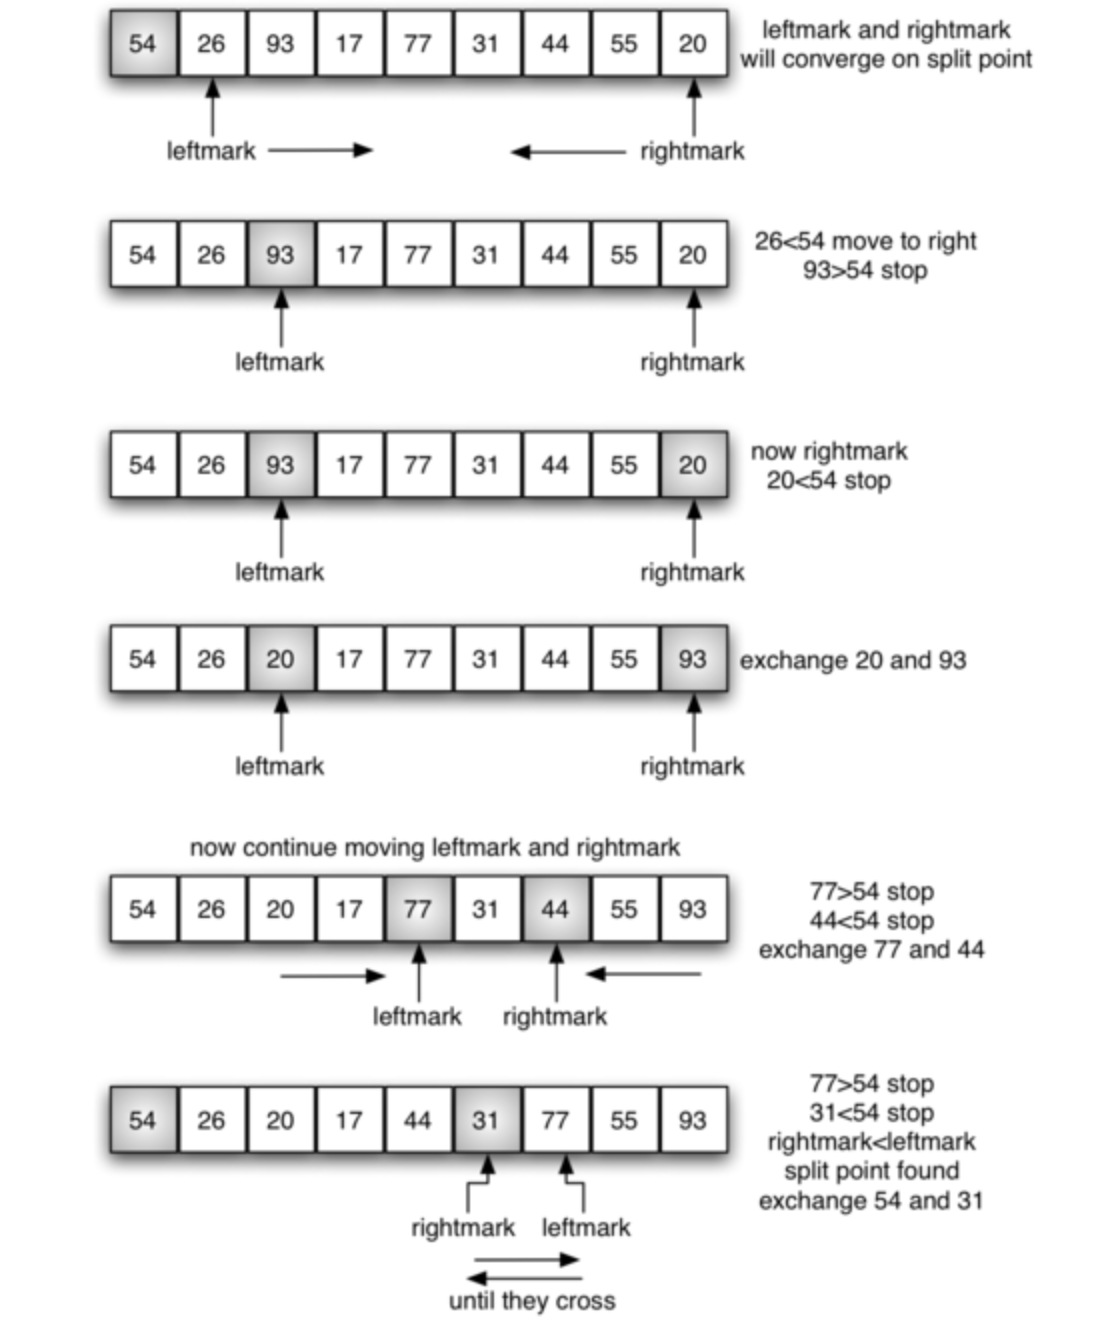 54 26 93 17 77 31 44 55 20
leftmark and rightmark
will converge on split point
leftmark
rightmark
54 26 93 17 77 31 44 55 20
26<54 move to right
93>54 stop
leftmark
rightmark
54 26 93 17 77 31 44 55 20
now rightmark
20<54 stop
leftmark
rightmark
54 26 20 17 77 31 44 55 93
exchange 20 and 93
leftmark
rightmark
now continue moving leftmark and rightmark
54 26 20 17 77 31 44 55 93
77>54 stop
44<54 stop
exchange 77 and 44
leftmark
rightmark
54 26 20 17 44 31 77 55 93
77>54 stop
31<54 stop
rightmark<leftmark
split point found
exchange 54 and 31
rightmark
leftmark
until they cross